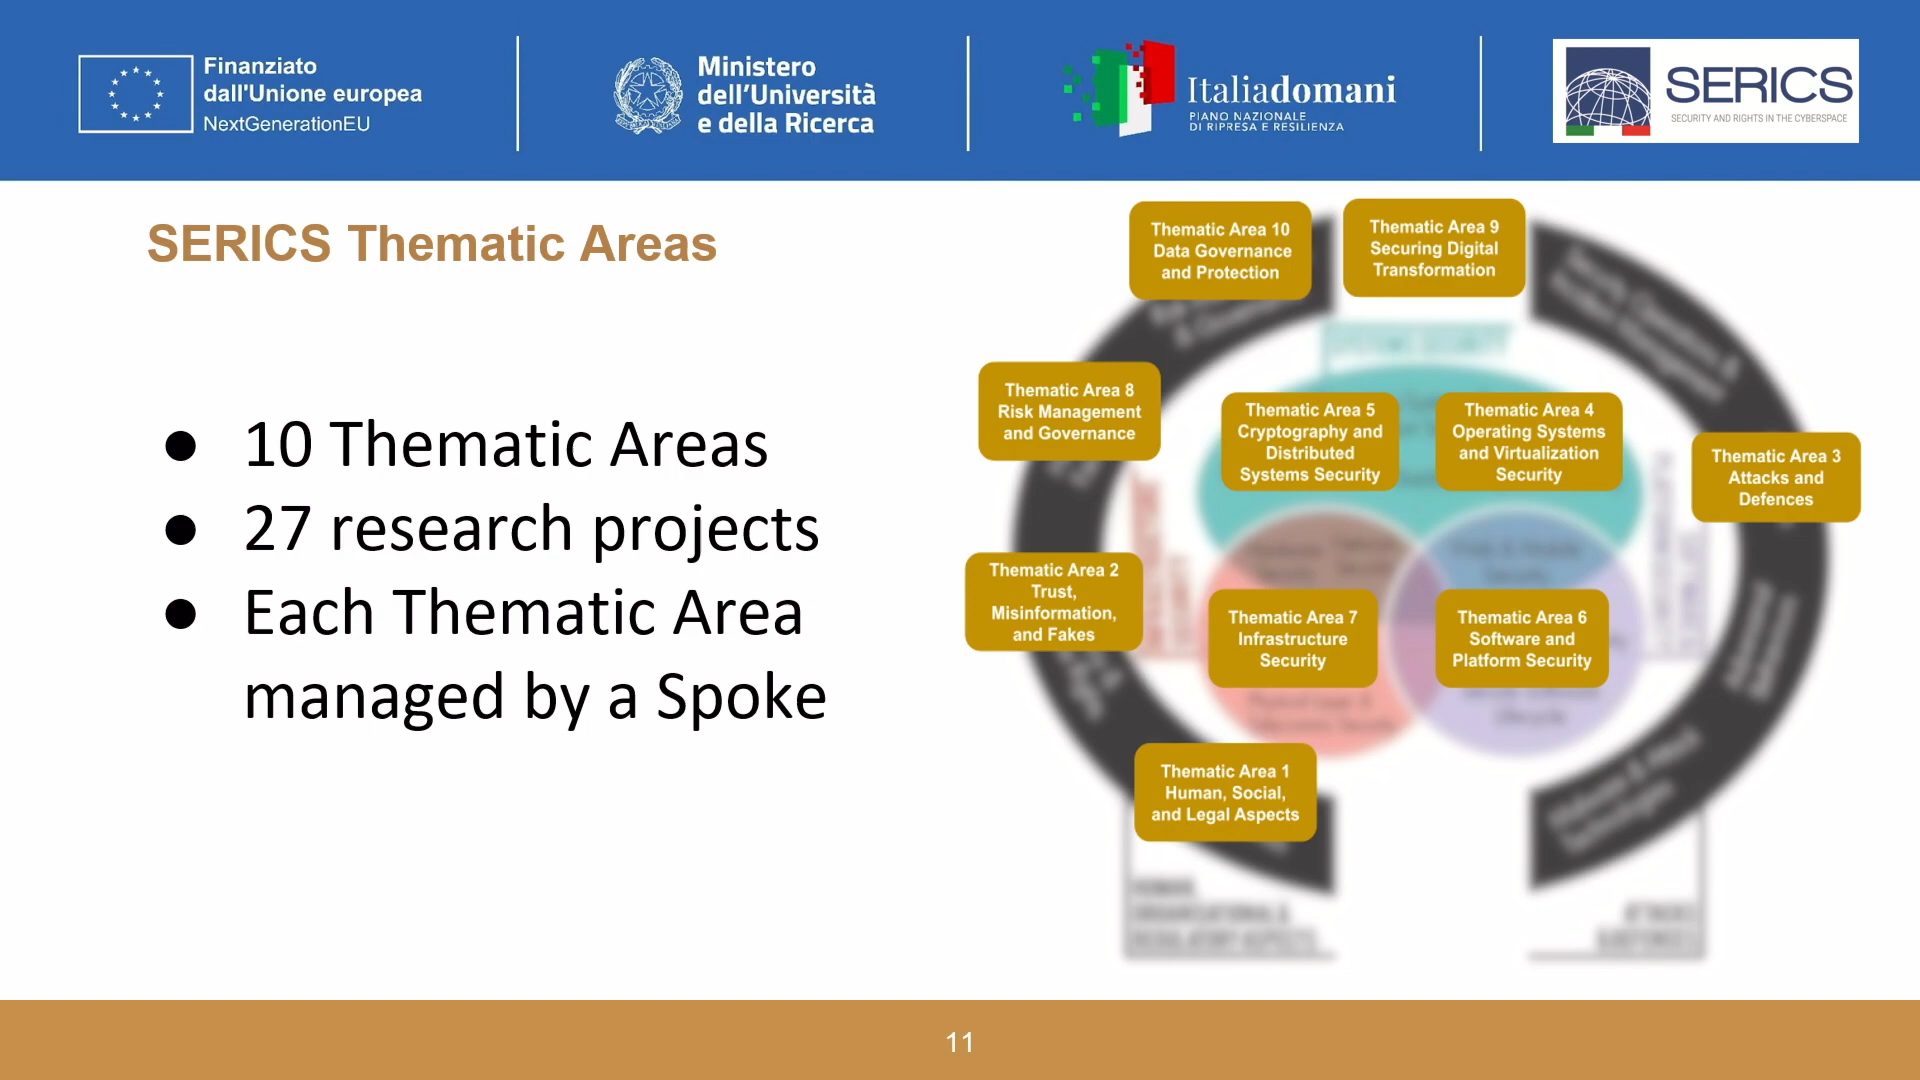 Finanziato
dall'Unione europea
NextGenerationEU
Ministero
dell'Università
e della Ricerca
Italiadomani
PIANO NAZIONALE
DI RIPRESA E RESILIENZA
SERICS
SECURITY AND RIGHTS IN THE CYBERSPACE
SERICS Thematic Areas
● 10 Thematic Areas
● 27 research projects
● Each Thematic Area
managed by a Spoke
Thematic Area 10
Data Governance
and Protection
Thematic Area 9
Securing Digital
Transformation
Thematic Area 8
Risk Management
and Governance
Thematic Area 5
Cryptography and
Distributed
Systems Security
Thematic Area 4
Operating Systems
and Virtualization
Security
Thematic Area 3
Attacks and
Defences
Thematic Area 2
Trust,
Misinformation,
and Fakes
Thematic Area 7
Infrastructure
Security
Thematic Area 6
Software and
Platform Security
Thematic Area 1
Human, Social,
and Legal Aspects
11